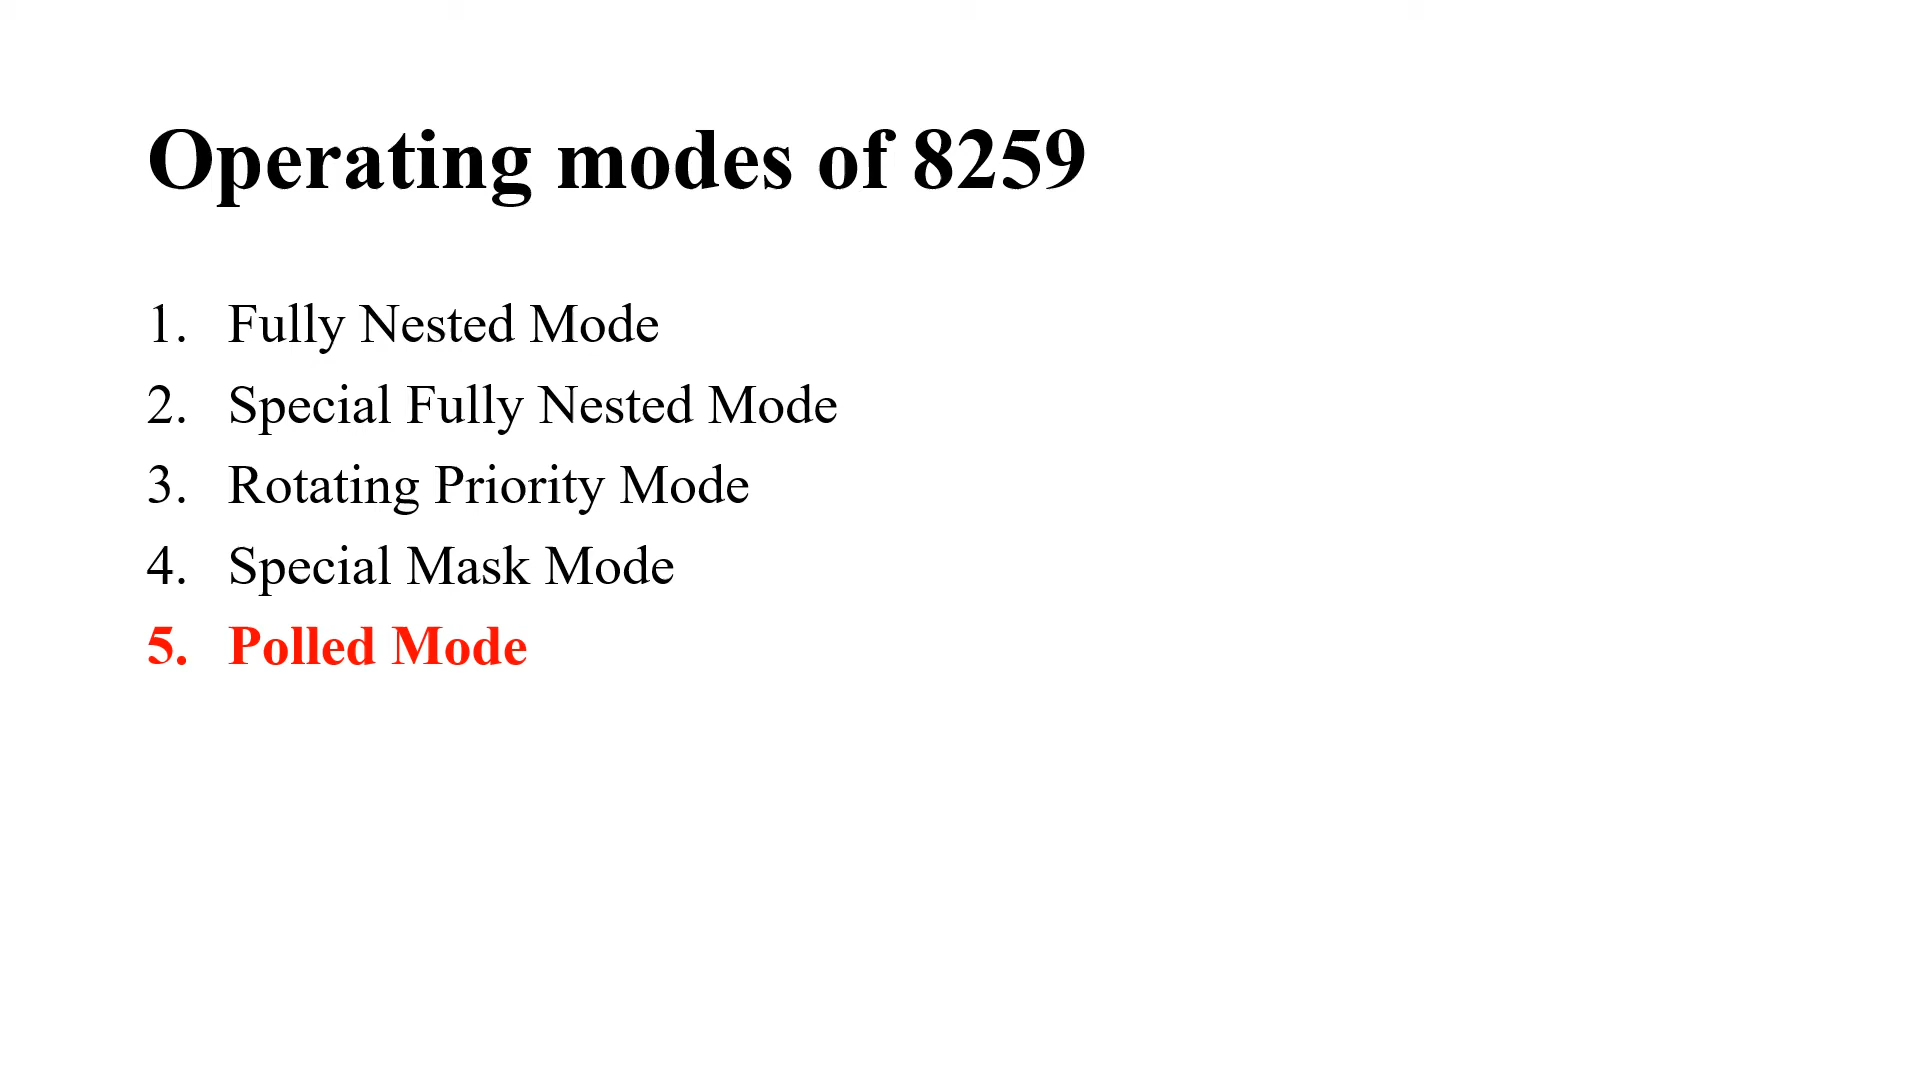 Operating modes of 8259
1. Fully Nested Mode
2. Special Fully Nested Mode
3. Rotating Priority Mode
4. Special Mask Mode
5. Polled Mode